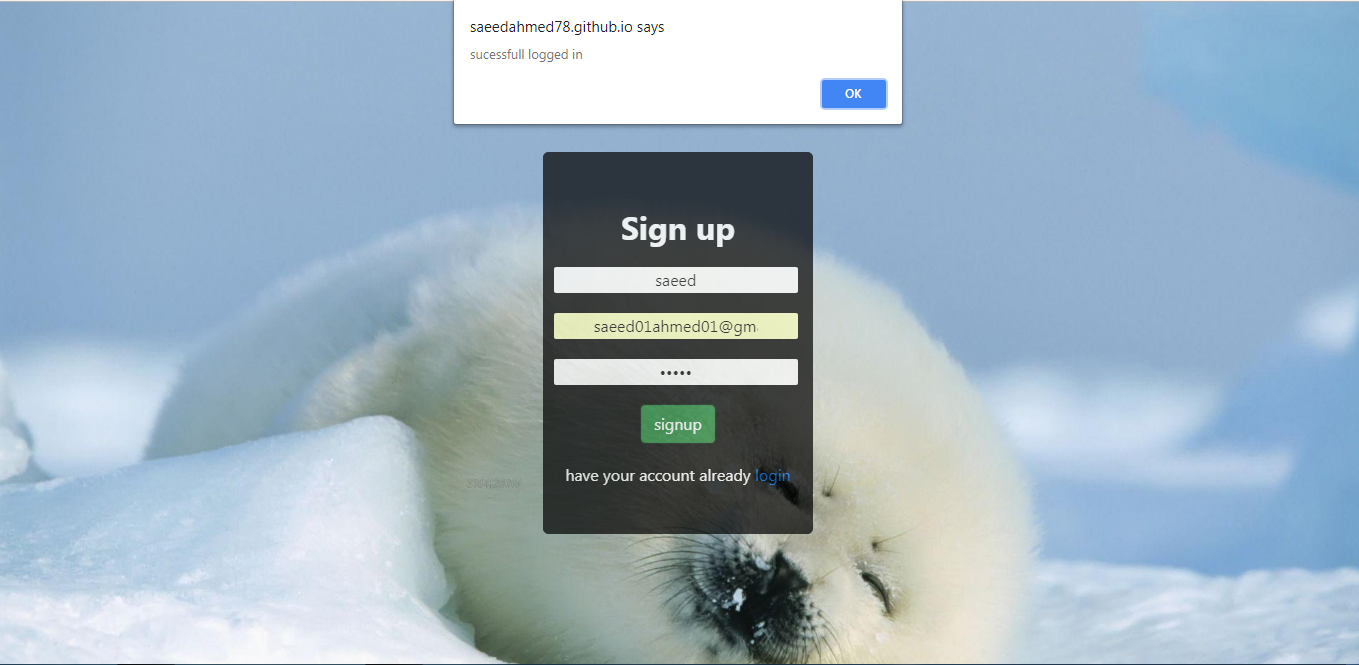 saeedahmed78.github.io says
sucessfull logged in
OK
Sign up
saeed
saeed01ahmed01@gm
•••••
signup
have your account already login